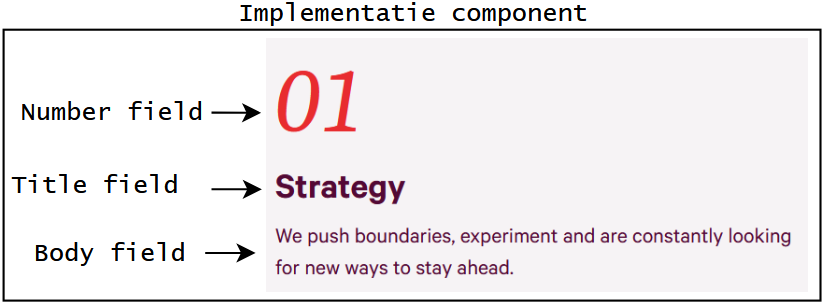 Implementatie component
Number field
01
Title field
Strategy
Body field
We push boundaries, experiment and are constantly looking
for new ways to stay ahead.